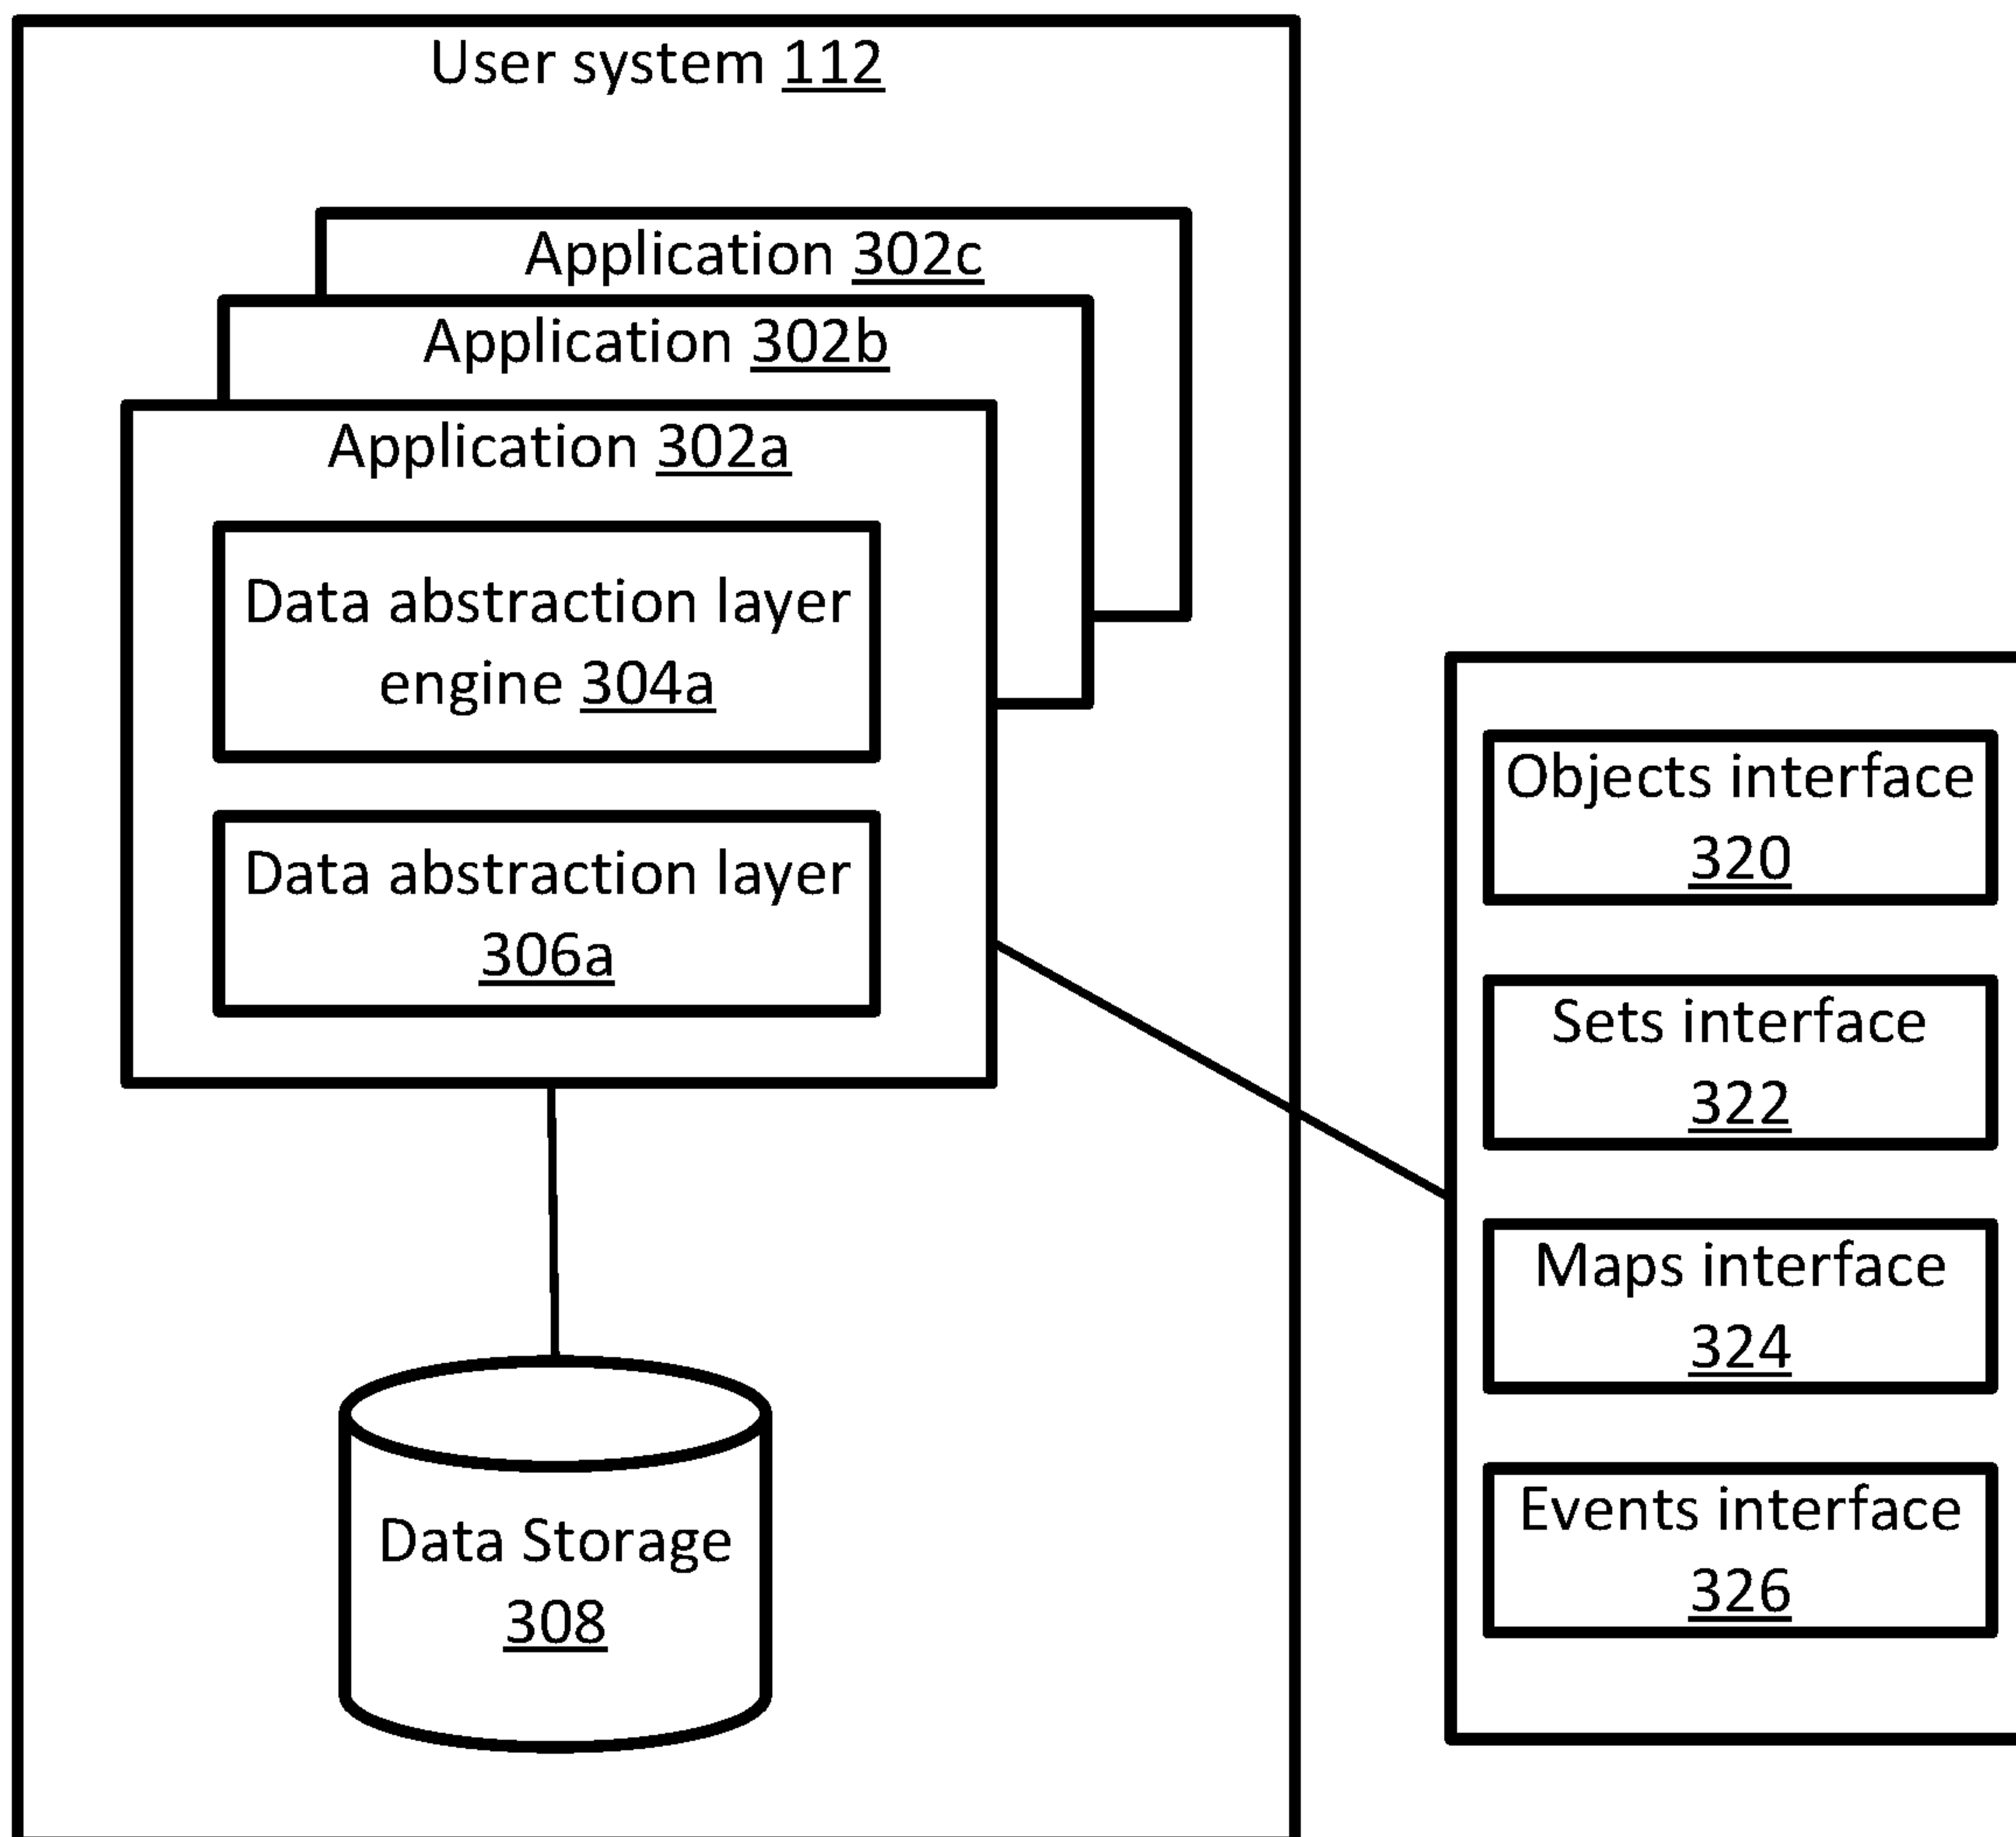 User system 112
Application 302c
Application 302b
Application 302a
Data abstraction layer
engine 304a
Data abstraction layer
306a
Data Storage
308
Objects interface
320
Sets interface
322
Maps interface
324
Events interface
326